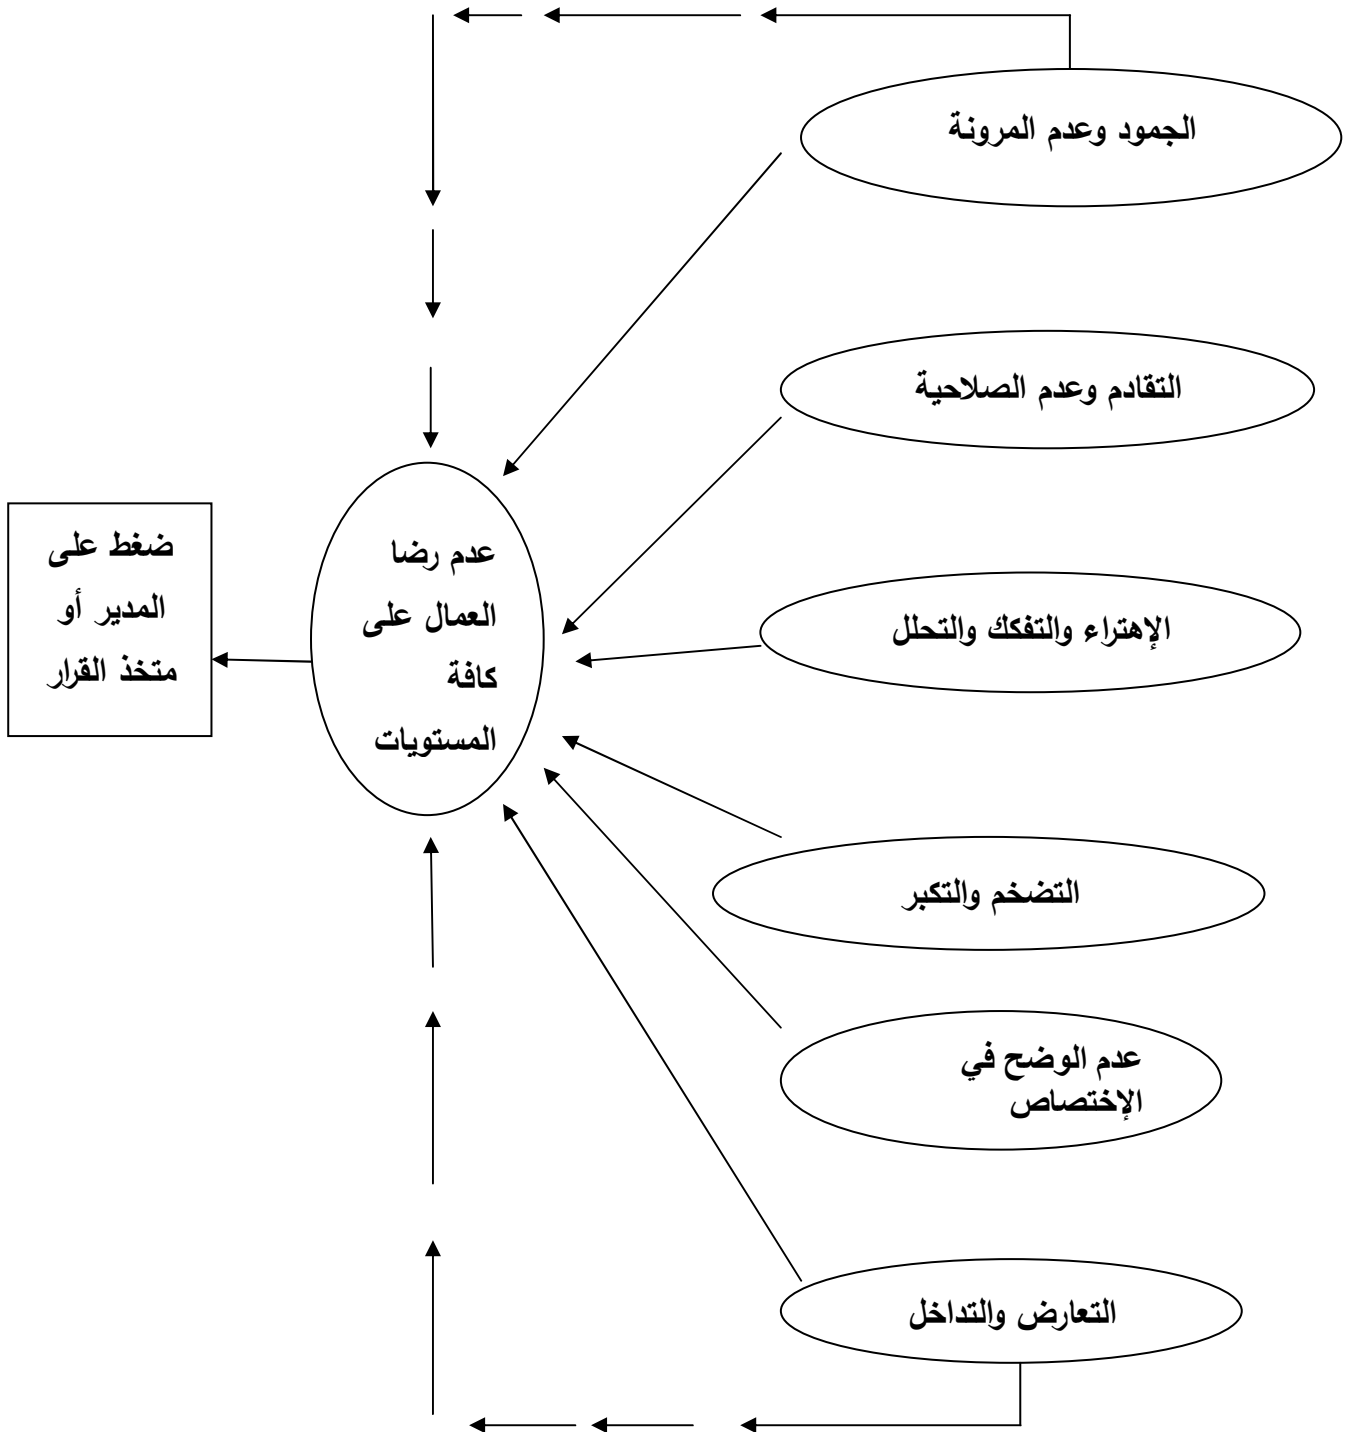 الجمود وعدم المرونة
التقادم وعدم الصلاحية
الإهتراء والتفكك والتحلل
التضخم والتكبر
عدم الوضح في
الإختصاص
التعارض والتداخل
عدم رضا
العمال على
كافة
المستويات
ضغط على
المدير أو
متخذ القرار